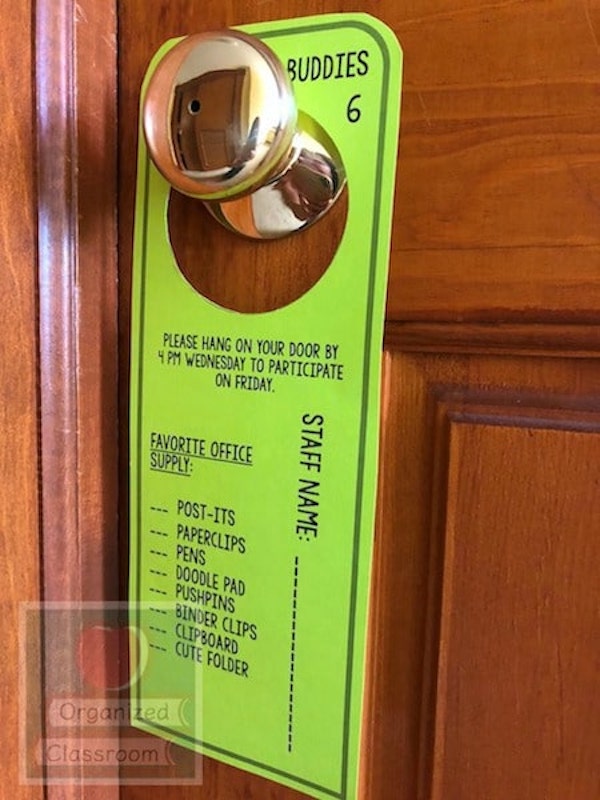 BUDDIES
6
PLEASE HANG ON YOUR DOOR BY
4 PM WEDNESDAY TO PARTICIPATE
ON FRIDAY.
FAVORITE OFFICE
SUPPLY:
--- POST-ITS
--- PAPERCLIPS
--- PENS
--- DOODLE PAD
--- PUSHPINS
--- BINDER CLIPS
--- CLIPBOARD
--- CUTE FOLDER
STAFF NAME:
Organized
Classroom